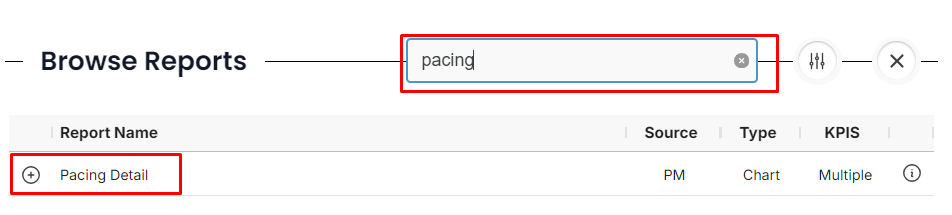 Browse Reports
pacing
Report Name Source Type KPIS
Pacing Detail PM Chart Multiple